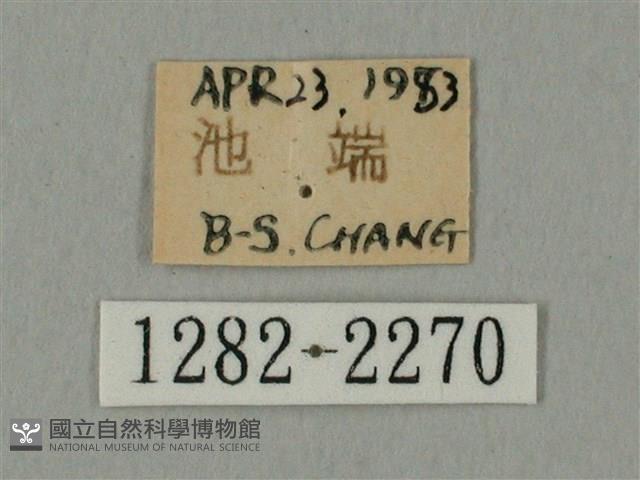 APR 23, 1983
池端
B-S. CHANG
1282-2270
國立自然科學博物館
NATIONAL MUSEUM OF NATURAL SCIENCE